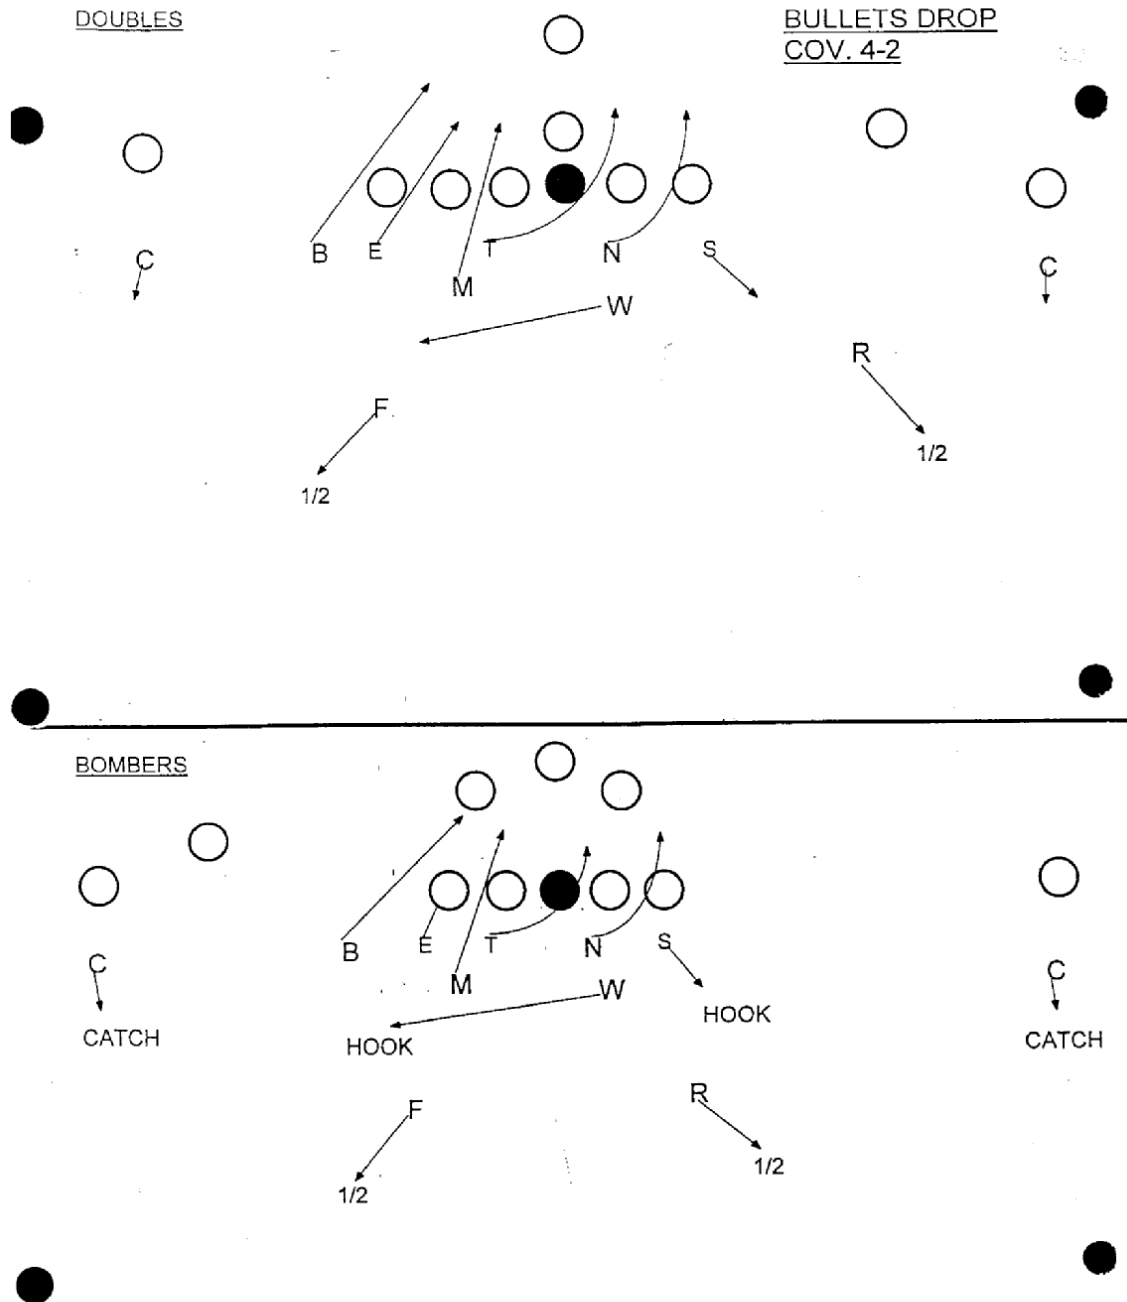 DOUBLES
BULLETS DROP
COV. 4-2
B E T N S
C
C
M
W
R
F
1/2
1/2
BOMBERS
B E T N S
C
C
M
W
HOOK
CATCH
HOOK
CATCH
F
R
1/2
1/2